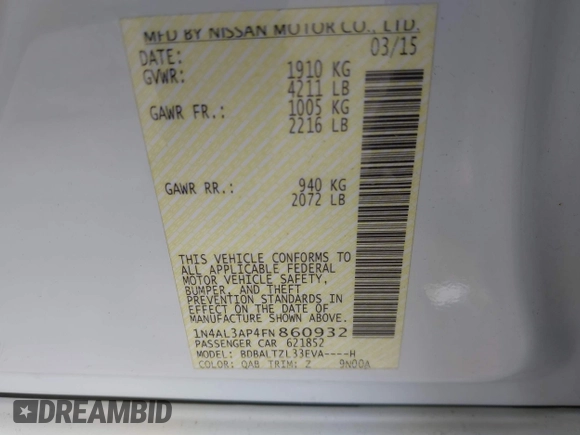 MFD BY NISSAN MOTOR CO., LTD.
DATE: 03/15
GVWR: 1910 KG
4211 LB
GAWR FR.: 1005 KG
2216 LB
GAWR RR.: 940 KG
2072 LB
THIS VEHICLE CONFORMS TO
ALL APPLICABLE FEDERAL
MOTOR VEHICLE SAFETY,
BUMPER, AND THEFT
PREVENTION STANDARDS IN
EFFECT ON THE DATE OF
MANUFACTURE SHOWN ABOVE.
1N4AL3AP4FN860932
PASSENGER CAR 621852
MODEL: BDBALTZL33EVA----H
COLOR: QAB TRIM: Z 9N00A
DREAMBID